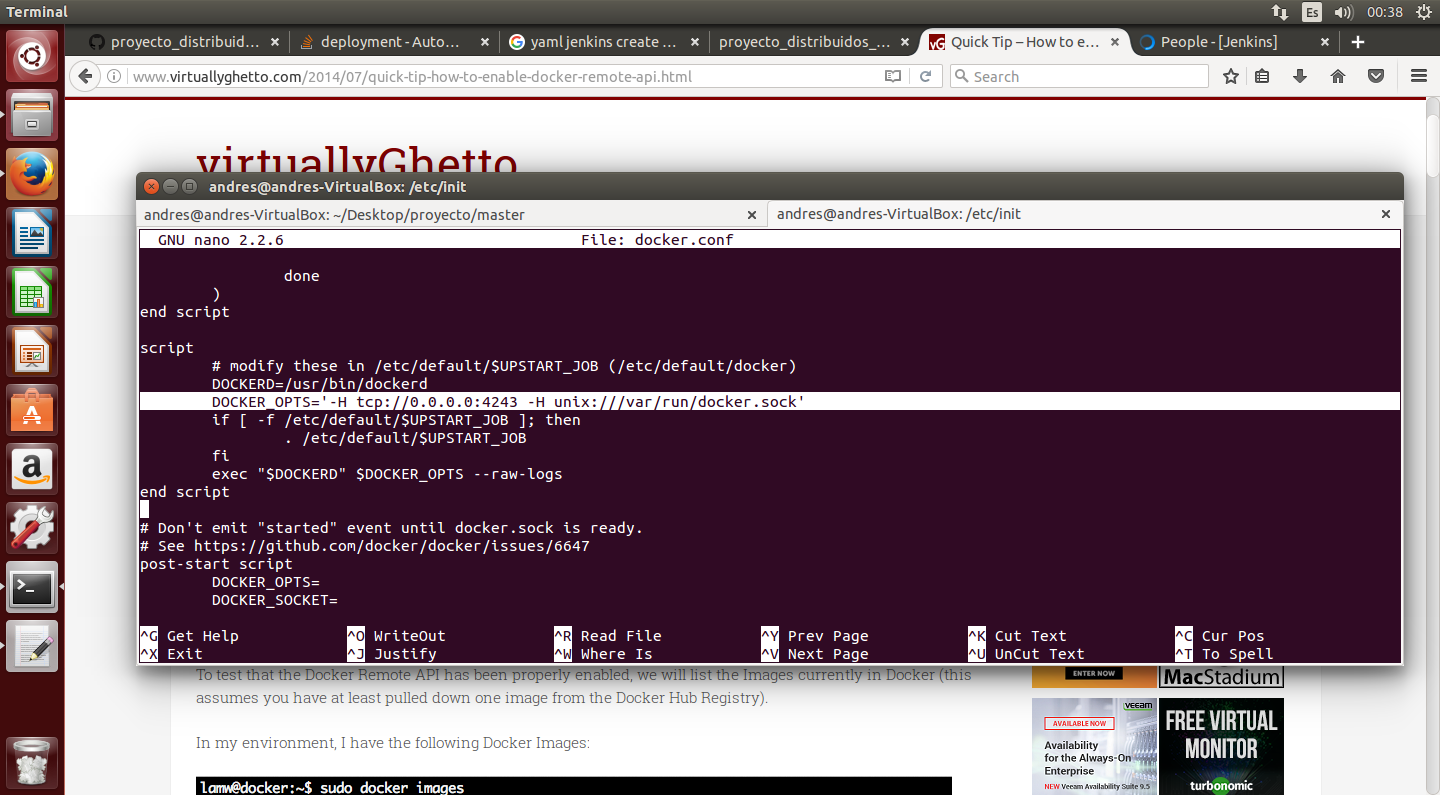 Terminal
Es
00:38
proyecto_distribuid... ×
deployment - Auto... ×
yaml jenkins create ... ×
proyecto_distribuidos_... ×
vG Quick Tip – How to e... ×
People - [Jenkins] ×
www.virtuallyghetto.com/2014/07/quick-tip-how-to-enable-docker-remote-api.html
Search
virtuallyGhetto
andres@andres-VirtualBox: /etc/init
andres@andres-VirtualBox: ~/Desktop/proyecto/master ×
andres@andres-VirtualBox: /etc/init ×
GNU nano 2.2.6 File: docker.conf
done
)
end script
script
# modify these in /etc/default/$UPSTART_JOB (/etc/default/docker)
DOCKERD=/usr/bin/dockerd
DOCKER_OPTS='-H tcp://0.0.0.0:4243 -H unix:///var/run/docker.sock'
if [ -f /etc/default/$UPSTART_JOB ]; then
. /etc/default/$UPSTART_JOB
fi
exec "$DOCKERD" $DOCKER_OPTS --raw-logs
end script
# Don't emit "started" event until docker.sock is ready.
# See https://github.com/docker/docker/issues/6647
post-start script
DOCKER_OPTS=
DOCKER_SOCKET=
^G Get Help ^O WriteOut ^R Read File ^Y Prev Page ^K Cut Text ^C Cur Pos
^X Exit ^J Justify ^W Where Is ^V Next Page ^U UnCut Text ^T To Spell
To test that the Docker Remote API has been properly enabled, we will list the Images currently in Docker (this
assumes you have at least pulled down one image from the Docker Hub Registry).
In my environment, I have the following Docker Images:
lamw@docker:~$ sudo docker images
ENTER NOW
MacStadium
veeam
AVAILABLE NOW
Availability
for the Always-On
Enterprise
NEW Veeam Availability Suite 9.5
FREE VIRTUAL
MONITOR
turbonomic